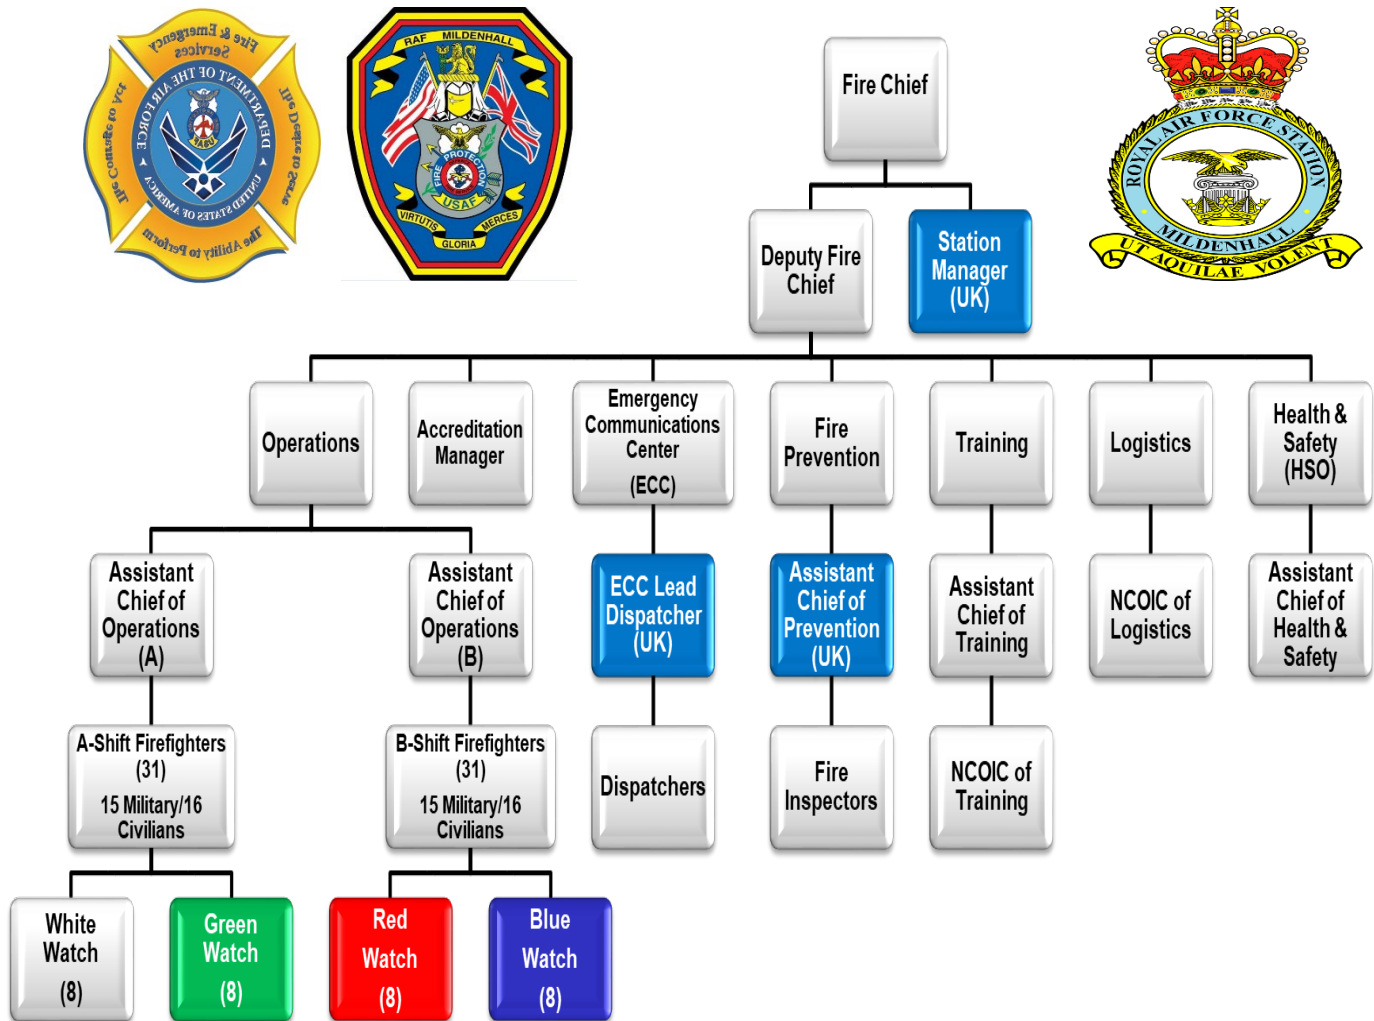 Fire & Emergency
Services
DEPARTMENT OF THE AIR FORCE
UNITED STATES OF AMERICA
USAF
The Courage to Act
The Desire to Serve
The Ability to Perform
RAF MILDENHALL
FIRE PROTECTION
USAF
VIRTUTIS
GLORIA
MERCES
ROYAL AIR FORCE STATION
MILDENHALL
UT AQUILAE VOLENT
Fire Chief
Deputy Fire
Chief
Station
Manager
(UK)
Operations
Accreditation
Manager
Emergency
Communications
Center
(ECC)
Fire
Prevention
Training
Logistics
Health &
Safety
(HSO)
Assistant
Chief of
Operations
(A)
Assistant
Chief of
Operations
(B)
ECC Lead
Dispatcher
(UK)
Assistant
Chief of
Prevention
(UK)
Assistant
Chief of
Training
NCOIC of
Logistics
Assistant
Chief of
Health &
Safety
A-Shift Firefighters
(31)
15 Military/16
Civilians
B-Shift Firefighters
(31)
15 Military/16
Civilians
Dispatchers
Fire
Inspectors
NCOIC of
Training
White
Watch
(8)
Green
Watch
(8)
Red
Watch
(8)
Blue
Watch
(8)